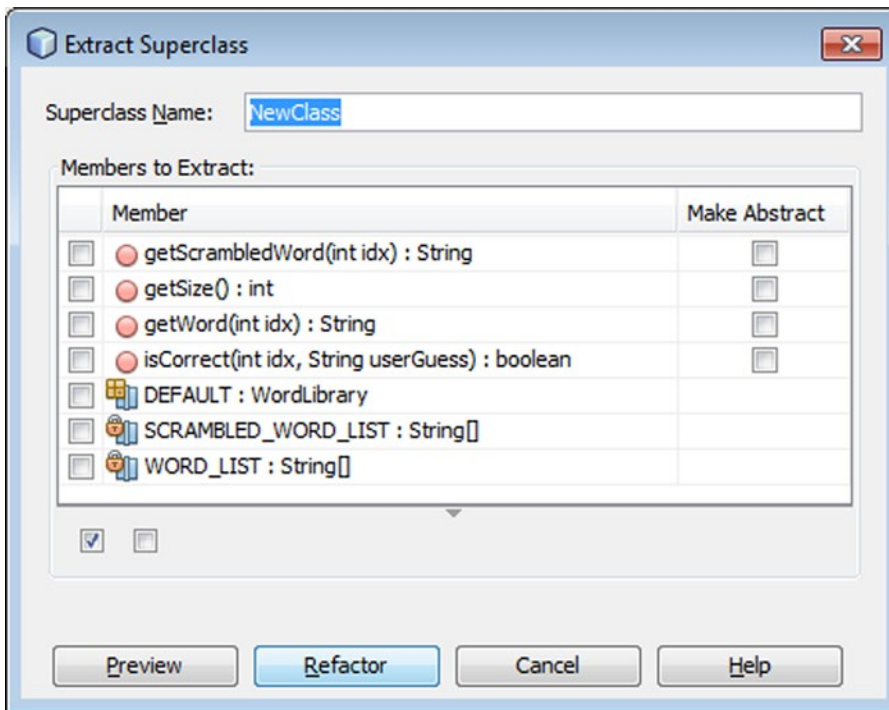 Extract Superclass
Superclass Name: NewClass
Members to Extract:
Member Make Abstract
getScrambledWord(int idx) : String
getSize() : int
getWord(int idx) : String
isCorrect(int idx, String userGuess) : boolean
DEFAULT : WordLibrary
SCRAMBLED_WORD_LIST : String[]
WORD_LIST : String[]
Preview Refactor Cancel Help